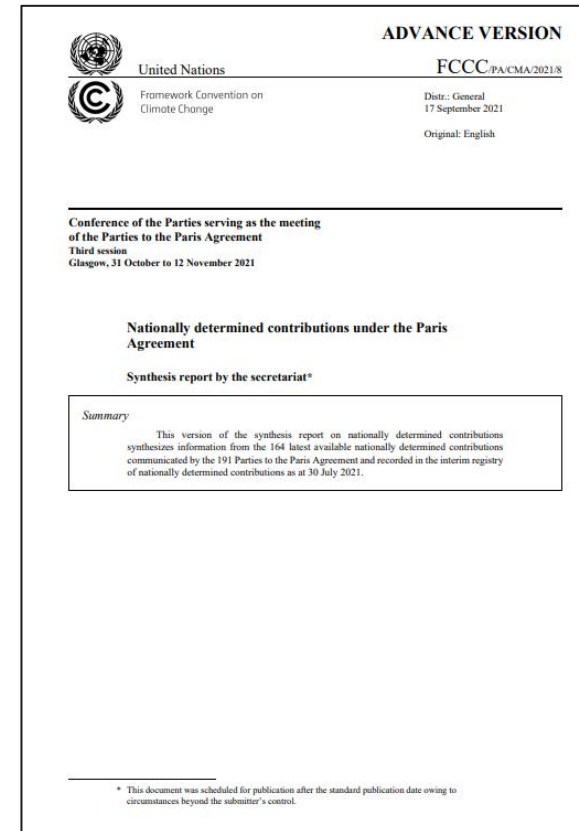 ADVANCE VERSION
United Nations
FCCC/PA/CMA/2021/8
Framework Convention on
Climate Change
Distr.: General
17 September 2021
Original: English
Conference of the Parties serving as the meeting
of the Parties to the Paris Agreement
Third session
Glasgow, 31 October to 12 November 2021
Nationally determined contributions under the Paris
Agreement
Synthesis report by the secretariat*
Summary
This version of the synthesis report on nationally determined contributions
synthesizes information from the 164 latest available nationally determined contributions
communicated by the 191 Parties to the Paris Agreement and recorded in the interim registry
of nationally determined contributions as at 30 July 2021.
* This document was scheduled for publication after the standard publication date owing to
circumstances beyond the submitter's control.